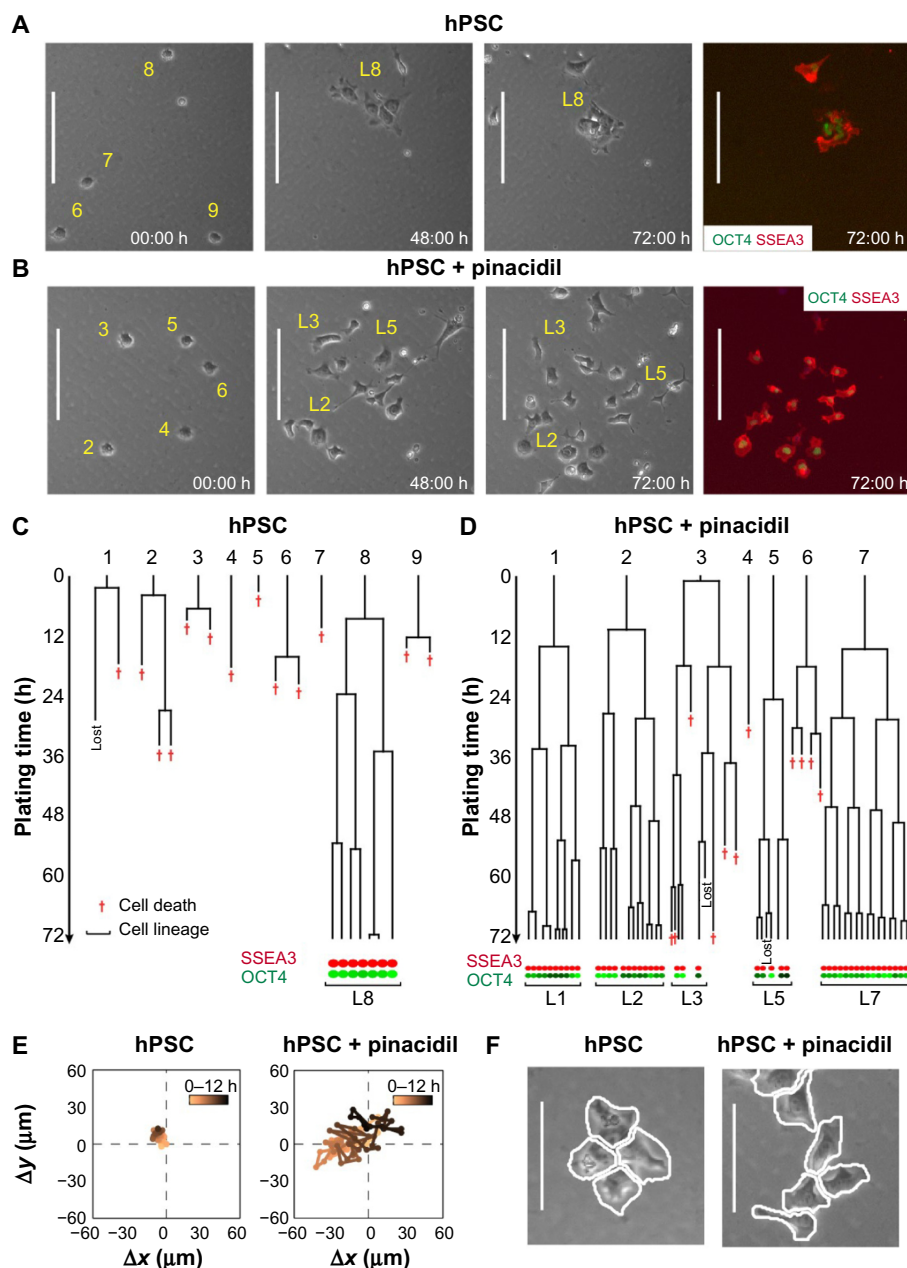 A
hPSC
8
7
6
9
00:00 h
L8
48:00 h
L8
72:00 h
OCT4 SSEA3
72:00 h
B
hPSC + pinacidil
3
5
6
4
2
00:00 h
L3
L5
L2
48:00 h
L3
L5
L2
72:00 h
OCT4 SSEA3
72:00 h
C
hPSC
1 2 3 4 5 6 7 8 9
Plating time (h)
0
12
24
36
48
60
72
Lost
† Cell death
Cell lineage
SSEA3
OCT4
L8
D
hPSC + pinacidil
1 2 3 4 5 6 7
Plating time (h)
0
12
24
36
48
60
72
Lost
Lost
SSEA3
OCT4
L1 L2 L3 L5 L7
E
hPSC
0–12 h
Δy (μm)
60
30
0
−30
−60
−60 −30 0 30 60
Δx (μm)
hPSC + pinacidil
0–12 h
60
30
0
−30
−60
−60 −30 0 30 60
Δx (μm)
F
hPSC
hPSC + pinacidil